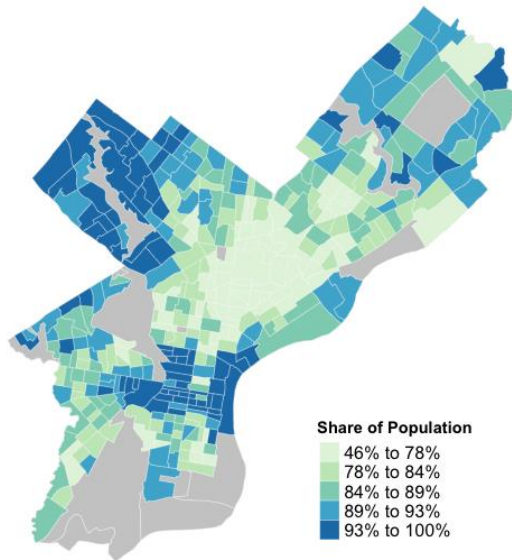 Share of Population
46% to 78%
78% to 84%
84% to 89%
89% to 93%
93% to 100%